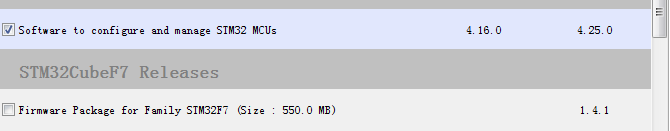 Software to configure and manage STM32 MCUs 4.16.0 4.25.0
STM32CubeF7 Releases
Firmware Package for Family STM32F7 (Size : 550.0 MB) 1.4.1